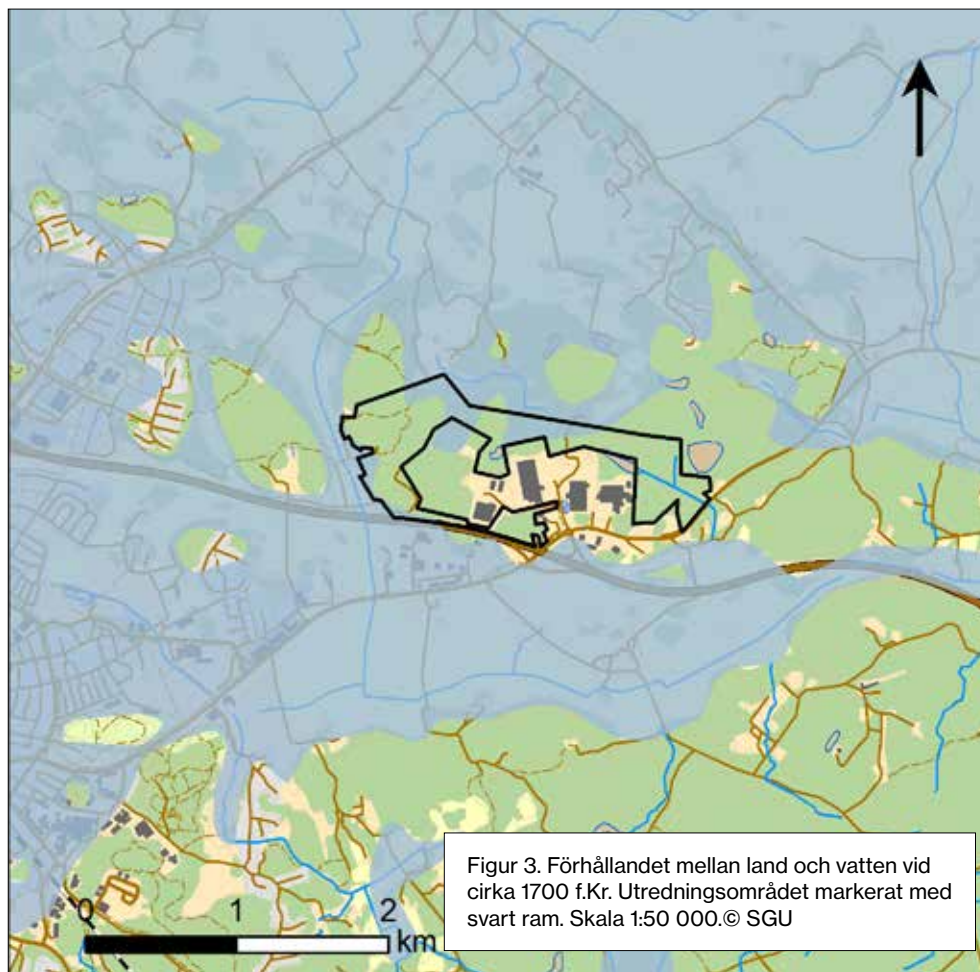 0 1 2
km
Figur 3. Förhållandet mellan land och vatten vid
cirka 1700 f.Kr. Utredningsområdet markerat med
svart ram. Skala 1:50 000.© SGU